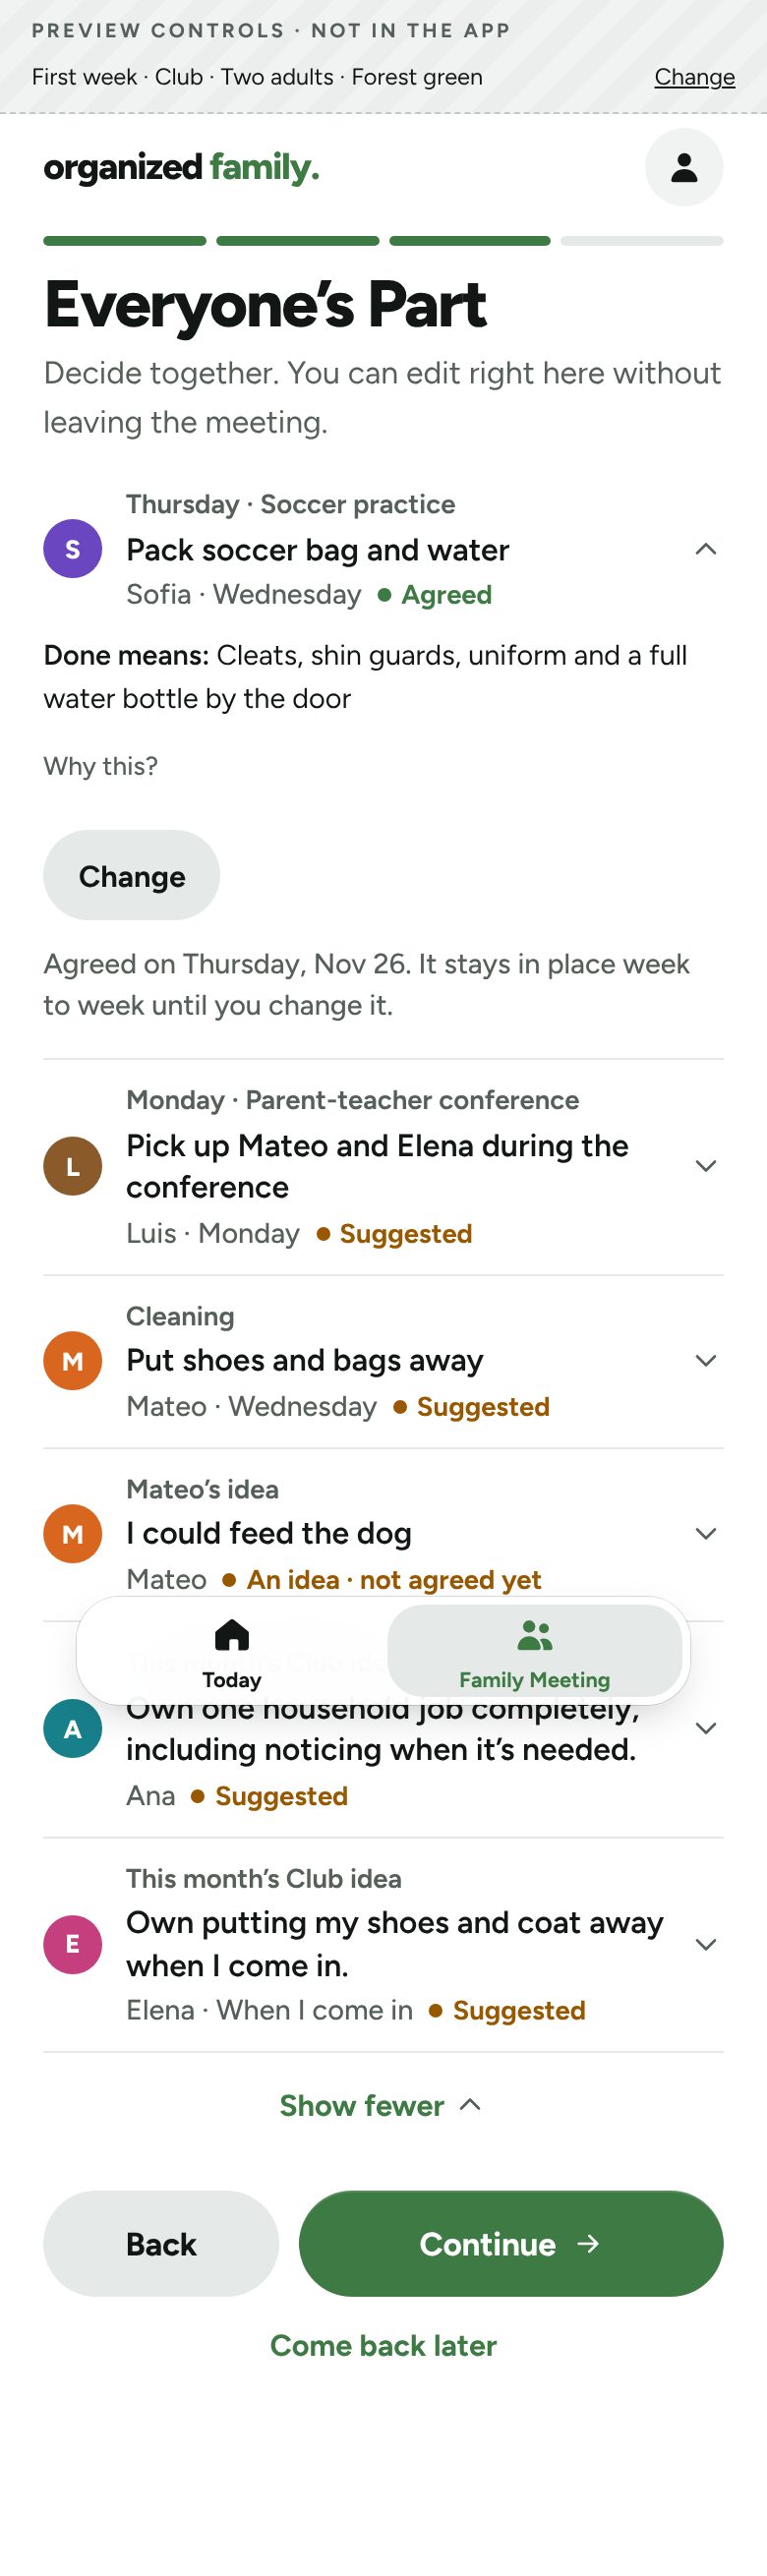 PREVIEW CONTROLS · NOT IN THE APP
First week · Club · Two adults · Forest green
Change
organized family.
Everyone’s Part
Decide together. You can edit right here without
leaving the meeting.
Thursday · Soccer practice
S
Pack soccer bag and water
Sofia · Wednesday ● Agreed
Done means: Cleats, shin guards, uniform and a full
water bottle by the door
Why this?
Change
Agreed on Thursday, Nov 26. It stays in place week
to week until you change it.
Monday · Parent-teacher conference
L
Pick up Mateo and Elena during the
conference
Luis · Monday ● Suggested
Cleaning
M
Put shoes and bags away
Mateo · Wednesday ● Suggested
Mateo’s idea
M
I could feed the dog
Mateo ● An idea · not agreed yet
Today
Family Meeting
A
Own one household job completely,
including noticing when it’s needed.
Ana ● Suggested
This month’s Club idea
E
Own putting my shoes and coat away
when I come in.
Elena · When I come in ● Suggested
Show fewer
Back
Continue →
Come back later